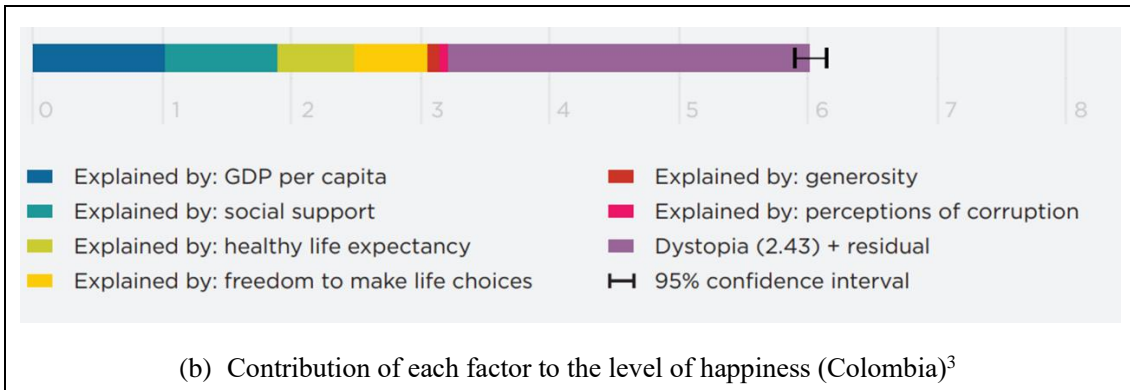 0 1 2 3 4 5 6 7 8
Explained by: GDP per capita
Explained by: social support
Explained by: healthy life expectancy
Explained by: freedom to make life choices
Explained by: generosity
Explained by: perceptions of corruption
Dystopia (2.43) + residual
95% confidence interval
(b) Contribution of each factor to the level of happiness (Colombia)³